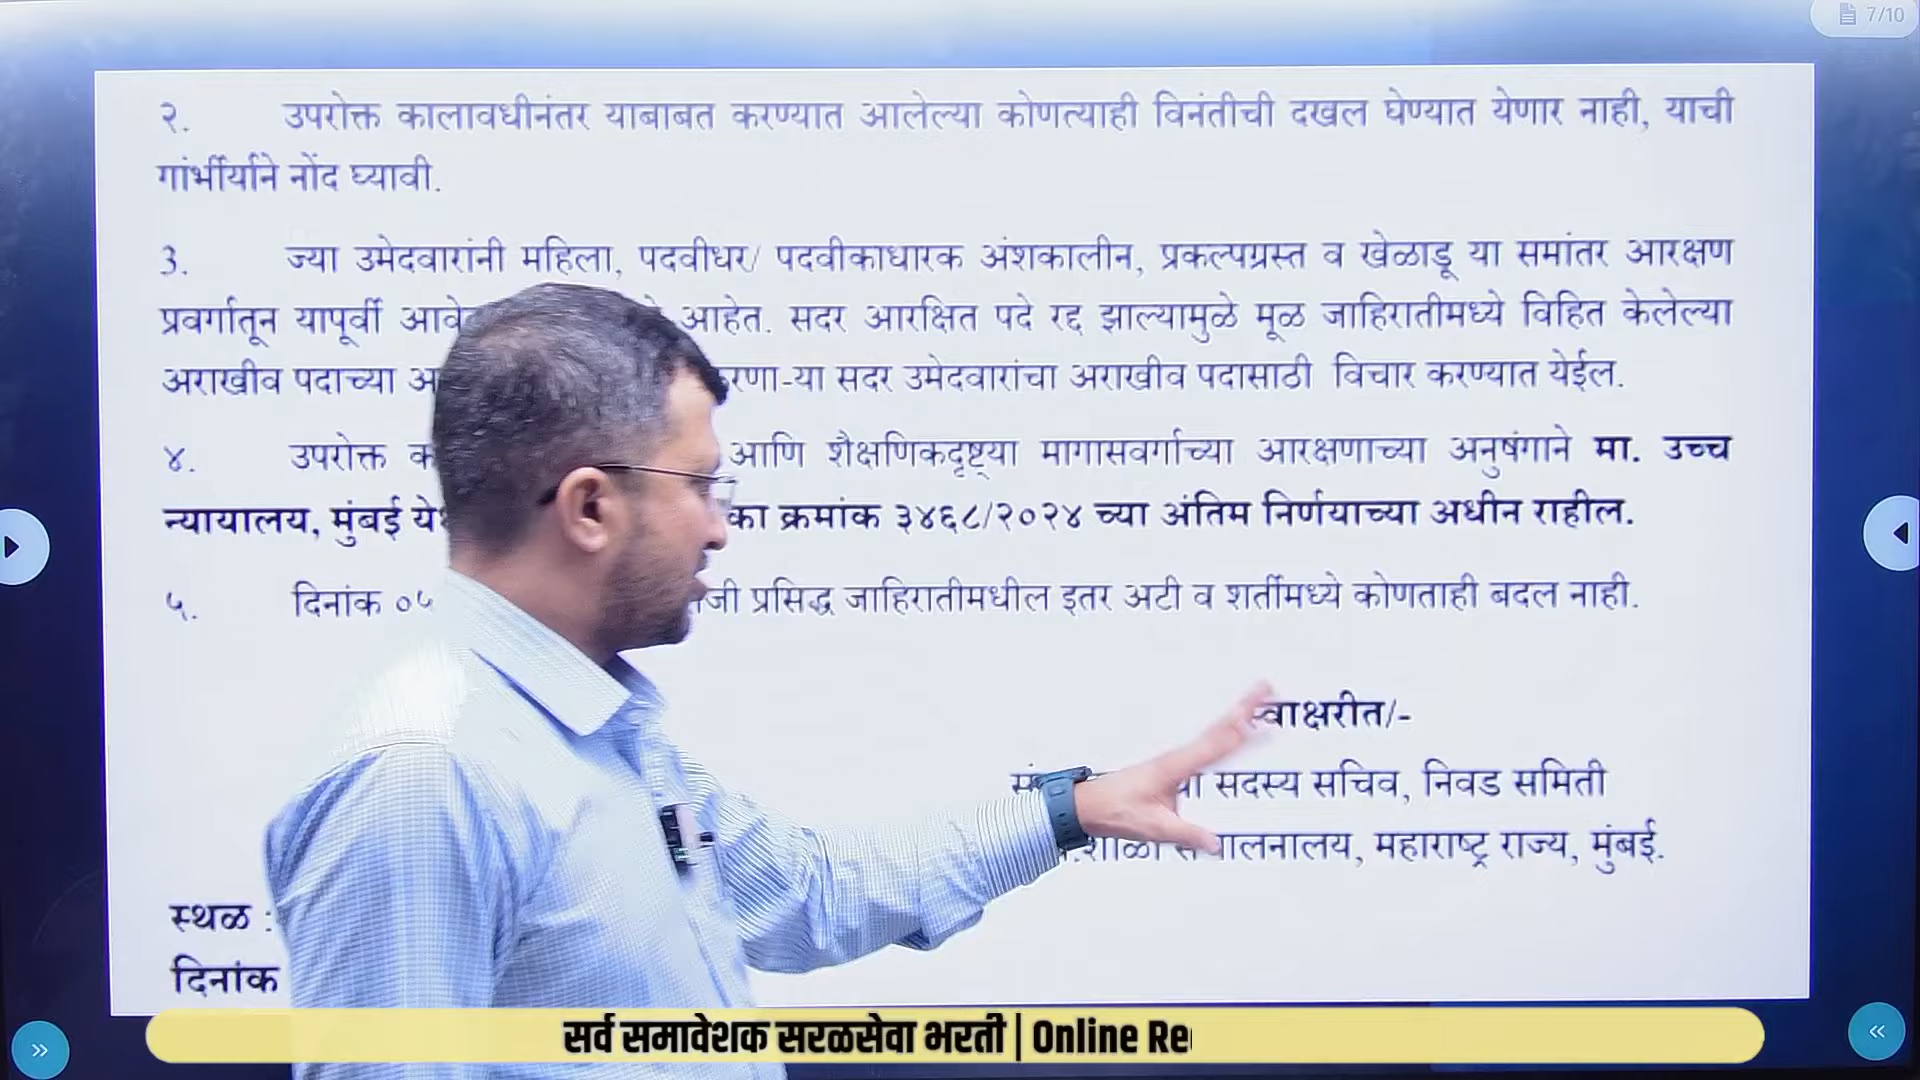 7/10
२. उपरोक्त कालावधीनंतर याबाबत करण्यात आलेल्या कोणत्याही विनंतीची दखल घेण्यात येणार नाही, याची
गांर्भीर्याने नोंद घ्यावी.
3. ज्या उमेदवारांनी महिला, पदवीधर/ पदवीकाधारक अंशकालीन, प्रकल्पग्रस्त व खेळाडू या समांतर आरक्षण
प्रवर्गातून यापूर्वी आहेत. सदर आरक्षित पदे रद्द झाल्यामुळे मूळ जाहिरातीमध्ये विहित केलेल्या
अराखीव पदाच्या सदर उमेदवारांचा अराखीव पदासाठी विचार करण्यात येईल.
४. उपरोक्त आणि शैक्षणिकदृष्ट्या मागासवर्गाच्या आरक्षणाच्या अनुषंगाने मा. उच्च
न्यायालय, मुंबई क्रमांक ३४६८/२०२४ च्या अंतिम निर्णयाच्या अधीन राहील.
५. दिनांक ०५ प्रसिद्ध जाहिरातीमधील इतर अटी व शर्तीमध्ये कोणताही बदल नाही.
सदस्य सचिव, निवड समिती
महाराष्ट्र राज्य, मुंबई.
स्थळ :
दिनांक
सर्व समावेशक सरळसेवा भरती | Online